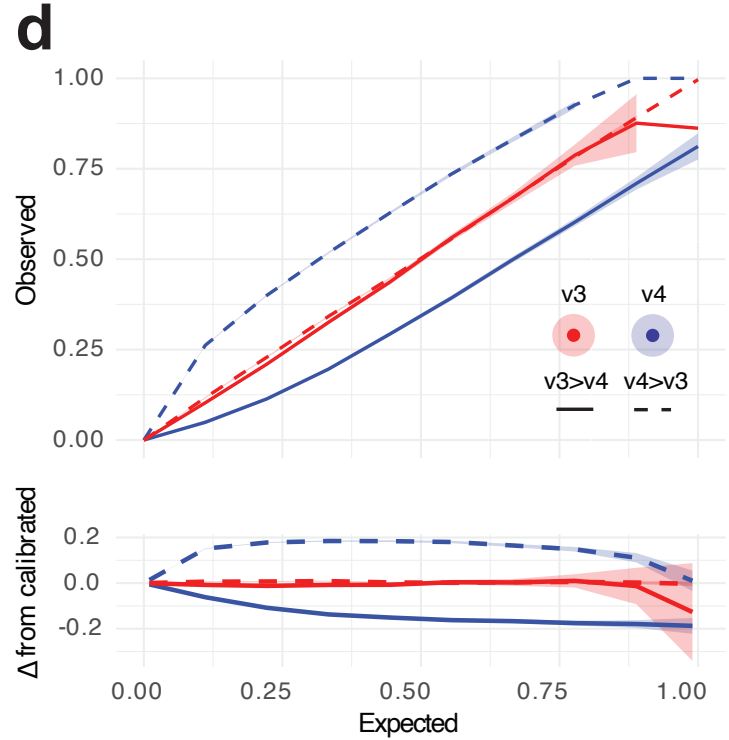 d
1.00
0.75
0.50
0.25
0.00
Observed
v3 v4
v3>v4 v4>v3
0.2
0.0
-0.2
Δ from calibrated
0.00 0.25 0.50 0.75 1.00
Expected